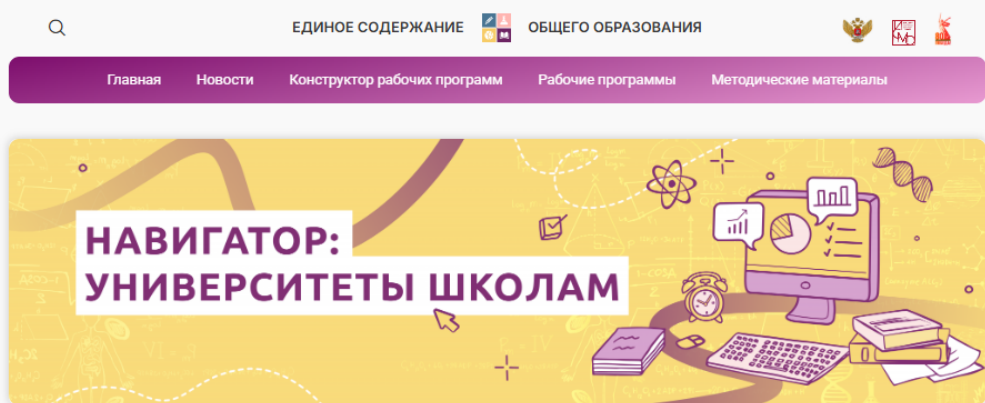 ЕДИНОЕ СОДЕРЖАНИЕ ОБЩЕГО ОБРАЗОВАНИЯ
Главная Новости Конструктор рабочих программ Рабочие программы Методические материалы
НАВИГАТОР:
УНИВЕРСИТЕТЫ ШКОЛАМ